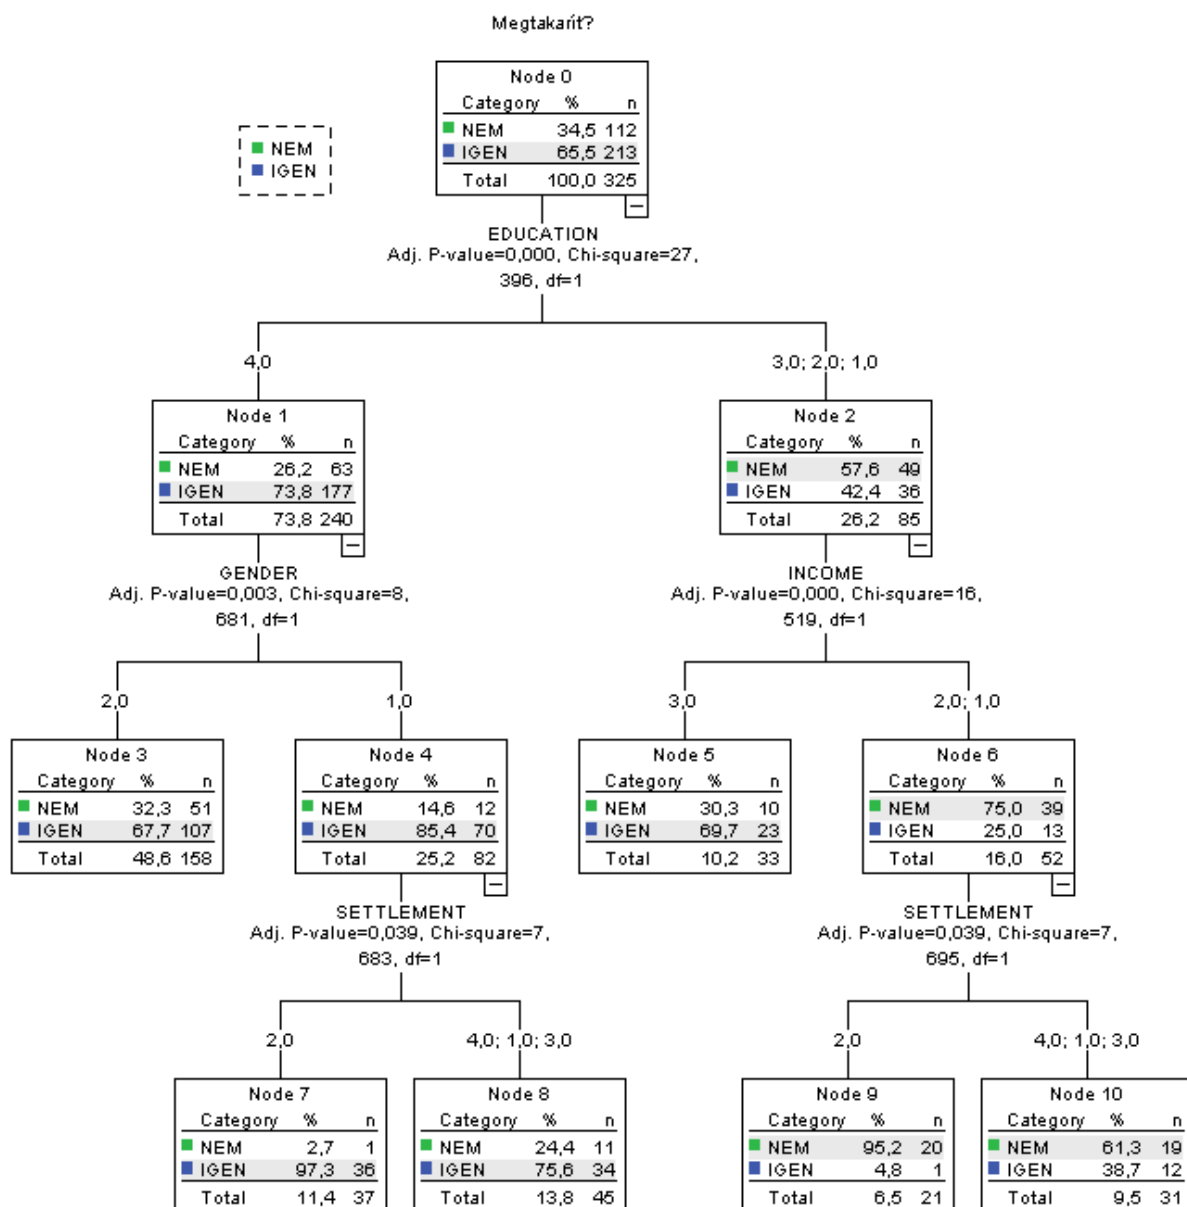 Megtakarít?
Node 0
Category % n
NEM 34,5 112
IGEN 65,5 213
Total 100,0 325
NEM
IGEN
EDUCATION
Adj. P-value=0,000, Chi-square=27,
396, df=1
4,0
3,0; 2,0; 1,0
Node 1
Category % n
NEM 26,2 63
IGEN 73,8 177
Total 73,8 240
Node 2
Category % n
NEM 57,6 49
IGEN 42,4 36
Total 26,2 85
GENDER
Adj. P-value=0,003, Chi-square=8,
681, df=1
INCOME
Adj. P-value=0,000, Chi-square=16,
519, df=1
2,0
1,0
3,0
2,0; 1,0
Node 3
Category % n
NEM 32,3 51
IGEN 67,7 107
Total 48,6 158
Node 4
Category % n
NEM 14,6 12
IGEN 85,4 70
Total 25,2 82
Node 5
Category % n
NEM 30,3 10
IGEN 69,7 23
Total 10,2 33
Node 6
Category % n
NEM 75,0 39
IGEN 25,0 13
Total 16,0 52
SETTLEMENT
Adj. P-value=0,039, Chi-square=7,
683, df=1
SETTLEMENT
Adj. P-value=0,039, Chi-square=7,
695, df=1
2,0
4,0; 1,0; 3,0
2,0
4,0; 1,0; 3,0
Node 7
Category % n
NEM 2,7 1
IGEN 97,3 36
Total 11,4 37
Node 8
Category % n
NEM 24,4 11
IGEN 75,6 34
Total 13,8 45
Node 9
Category % n
NEM 95,2 20
IGEN 4,8 1
Total 6,5 21
Node 10
Category % n
NEM 61,3 19
IGEN 38,7 12
Total 9,5 31